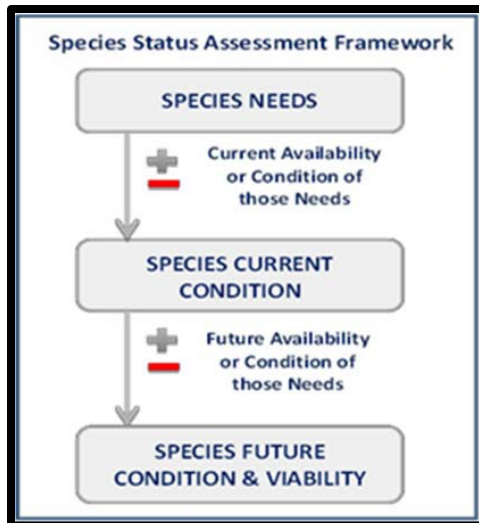 Species Status Assessment Framework
SPECIES NEEDS
Current Availability
or Condition of
those Needs
SPECIES CURRENT
CONDITION
Future Availability
or Condition of
those Needs
SPECIES FUTURE
CONDITION & VIABILITY